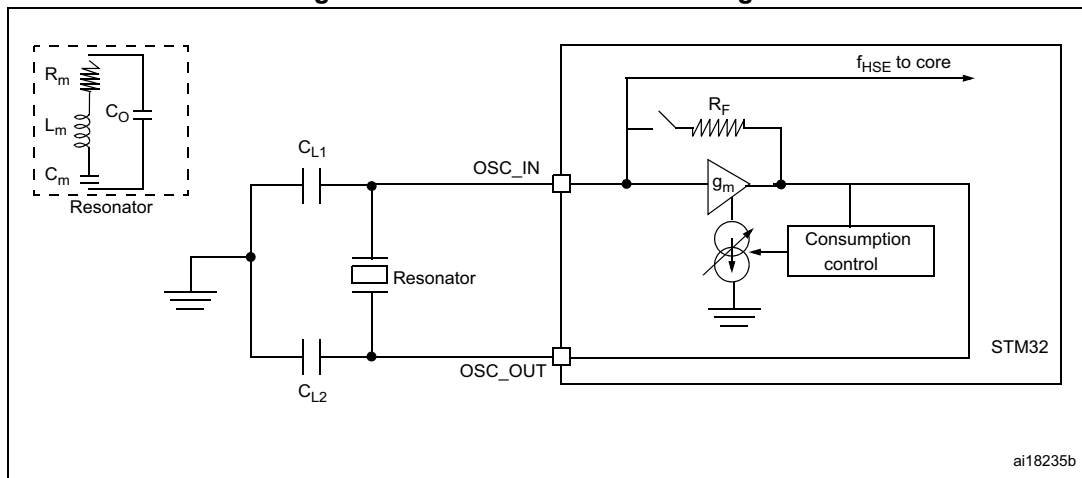 R_m
L_m
C_m
C_O
Resonator
C_L1
C_L2
Resonator
OSC_IN
OSC_OUT
f_HSE to core
R_F
g_m
Consumption
control
STM32
ai18235b